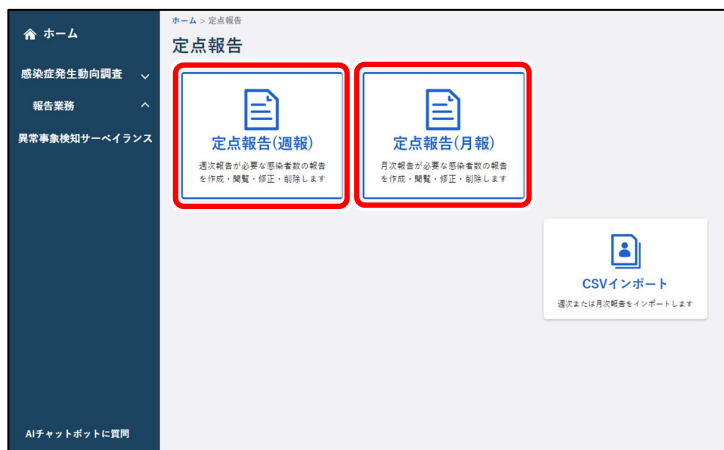 ホーム
感染症発生動向調査
報告業務
異常事象検知サーベイランス
AIチャットボットに質問
ホーム > 定点報告
定点報告
定点報告(週報)
週次報告が必要な感染者数の報告
を作成・閲覧・修正・削除します
定点報告(月報)
月次報告が必要な感染者数の報告
を作成・閲覧・修正・削除します
CSVインポート
週次または月次報告をインポートします